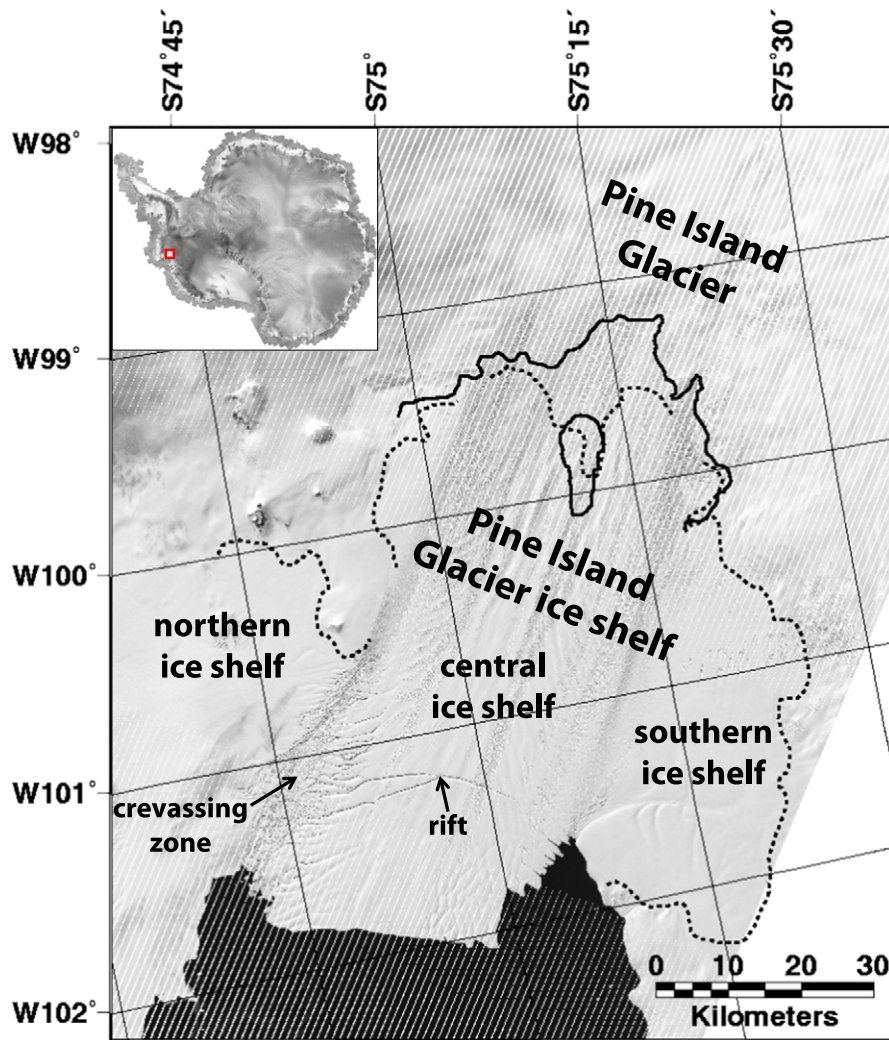 S74°45′
S75°
S75°15′
S75°30′
W98°
W99°
W100°
W101°
W102°
Pine Island
Glacier
Pine Island
Glacier ice shelf
northern
ice shelf
central
ice shelf
southern
ice shelf
crevassing
zone
rift
0 10 20 30
Kilometers